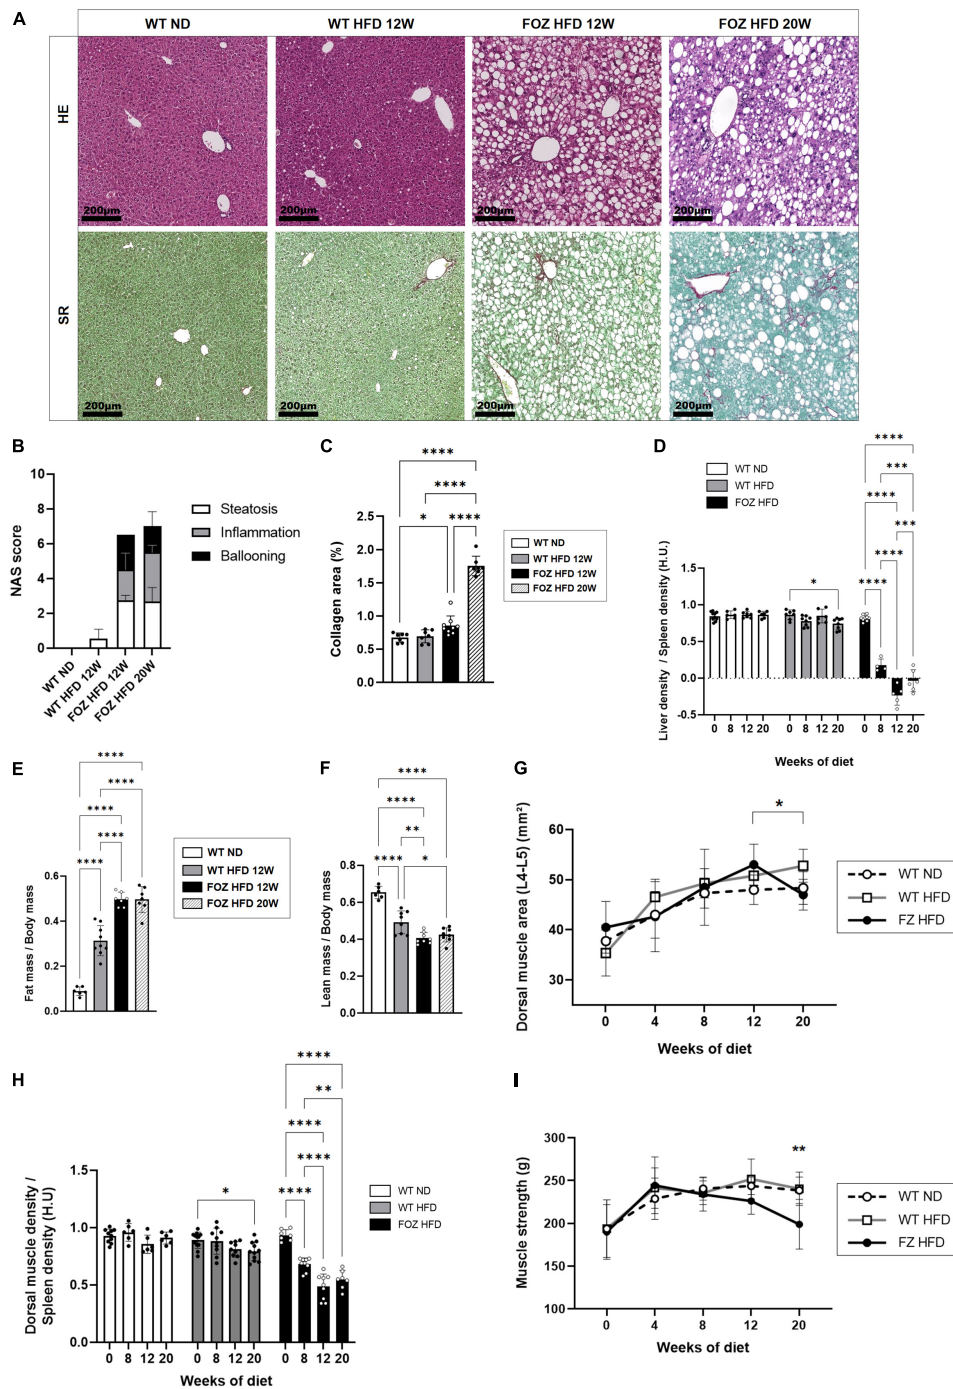 A
WT ND
WT HFD 12W
FOZ HFD 12W
FOZ HFD 20W
HE
200µm
200µm
200µm
200µm
SR
200µm
200µm
200µm
200µm
B
NAS score
10
8
6
4
2
0
WT ND
WT HFD 12W
FOZ HFD 12W
FOZ HFD 20W
Steatosis
Inflammation
Ballooning
C
****
****
*
****
Collagen area (%)
2.5
2.0
1.5
1.0
0.5
0.0
WT ND
WT HFD 12W
FOZ HFD 12W
FOZ HFD 20W
D
WT ND
WT HFD
FOZ HFD
****
***
****
***
****
****
*
Liver density / Spleen density (H.U.)
1.5
1.0
0.5
0.0
-0.5
0 8 12 20 0 8 12 20 0 8 12 20
Weeks of diet
E
****
****
****
****
****
Fat mass / Body mass
0.6
0.4
0.2
0.0
WT ND
WT HFD 12W
FOZ HFD 12W
FOZ HFD 20W
F
****
****
**
****
*
Lean mass / Body mass
0.8
0.6
0.4
0.2
0.0
G
*
Dorsal muscle area (L4-L5) (mm²)
60
50
40
30
0 4 8 12 20
Weeks of diet
WT ND
WT HFD
FZ HFD
H
****
**
****
****
****
*
Dorsal muscle density /
Spleen density (H.U)
1.5
1.0
0.5
0.0
0 8 12 20 0 8 12 20 0 8 12 20
Weeks of diet
WT ND
WT HFD
FOZ HFD
I
**
Muscle strength (g)
300
250
200
150
100
0 4 8 12 20
Weeks of diet
WT ND
WT HFD
FZ HFD